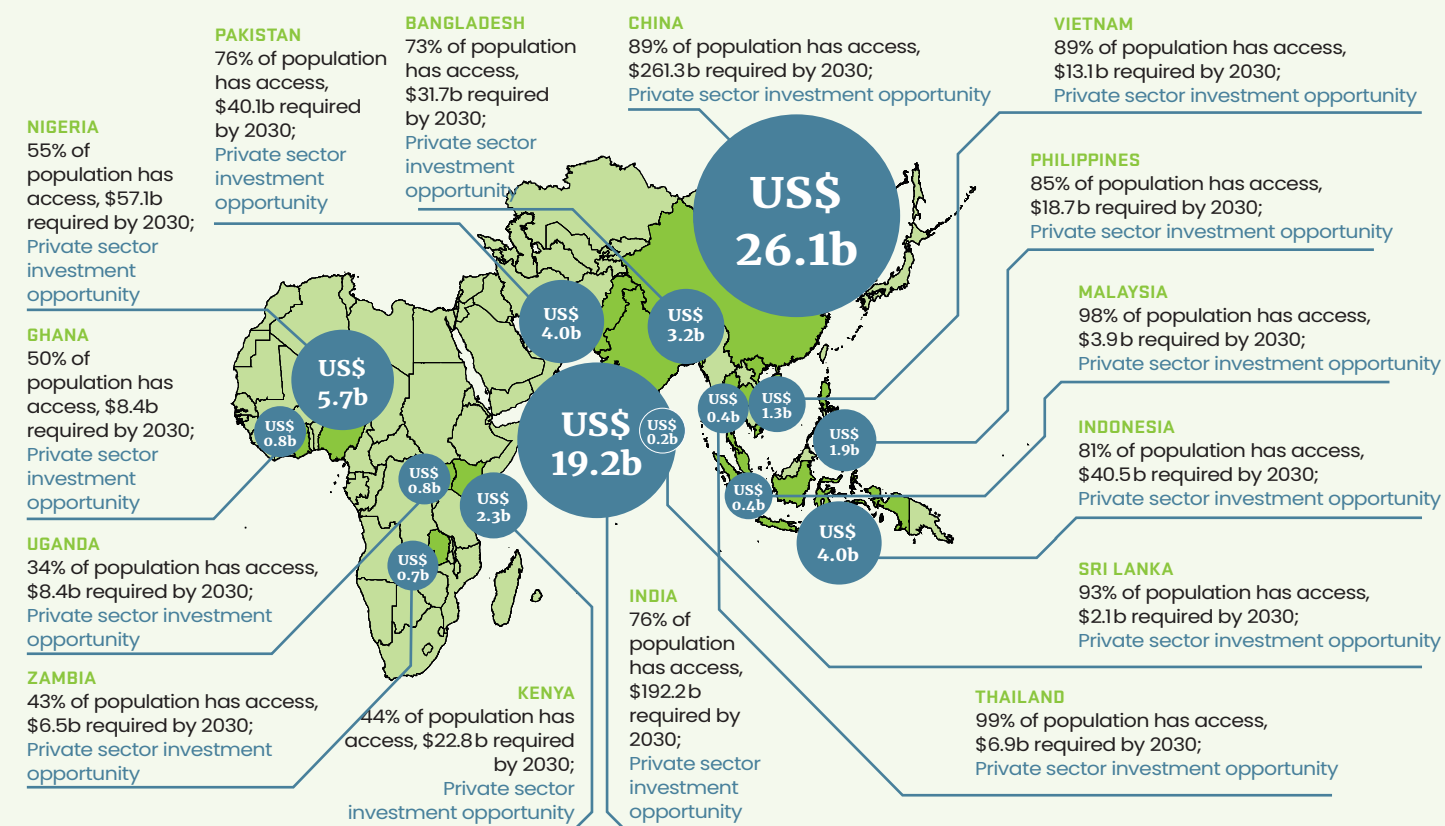 PAKISTAN
76% of population
has access,
$40.1b required
by 2030;
Private sector
investment
opportunity
BANGLADESH
73% of population
has access,
$31.7b required
by 2030;
Private sector
investment
opportunity
CHINA
89% of population has access,
$261.3b required by 2030;
Private sector investment opportunity
VIETNAM
89% of population has access,
$13.1b required by 2030;
Private sector investment opportunity
NIGERIA
55% of
population has
access, $57.1b
required by 2030;
Private sector
investment
opportunity
PHILIPPINES
85% of population has access,
$18.7b required by 2030;
Private sector investment opportunity
GHANA
50% of
population has
access, $8.4b
required by 2030;
Private sector
investment
opportunity
MALAYSIA
98% of population has access,
$3.9b required by 2030;
Private sector investment opportunity
INDONESIA
81% of population has access,
$40.5b required by 2030;
Private sector investment opportunity
UGANDA
34% of population has access,
$8.4b required by 2030;
Private sector investment
opportunity
SRI LANKA
93% of population has access,
$2.1b required by 2030;
Private sector investment opportunity
ZAMBIA
43% of population has access,
$6.5b required by 2030;
Private sector investment
opportunity
KENYA
44% of population has
access, $22.8b required
by 2030;
Private sector
investment opportunity
INDIA
76% of
population
has access,
$192.2b
required by
2030;
Private sector
investment
opportunity
THAILAND
99% of population has access,
$6.9b required by 2030;
Private sector investment opportunity
US$
26.1b
US$
4.0b
US$
3.2b
US$
5.7b
US$
0.8b
US$
19.2b
US$
0.2b
US$
0.4b
US$
1.3b
US$
1.9b
US$
0.8b
US$
2.3b
US$
0.4b
US$
4.0b
US$
0.7b